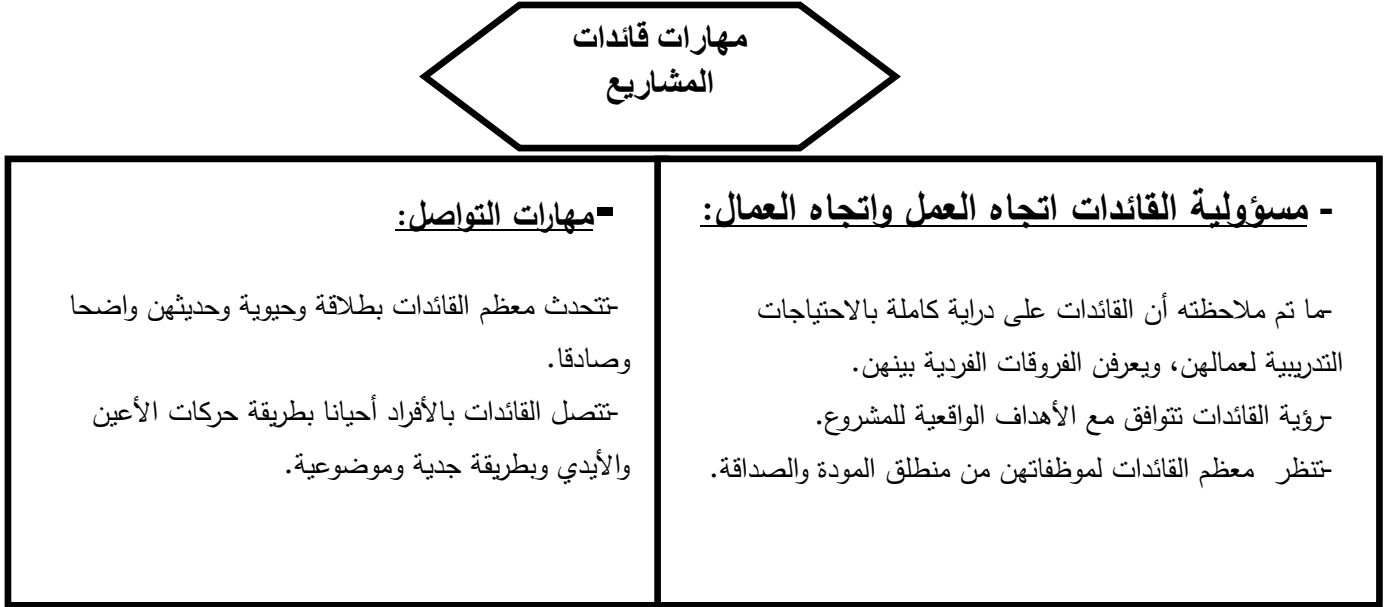 مهارات قائدات
المشاريع
- مسؤولية القائدات اتجاه العمل واتجاه العمال:
-ما تم ملاحظته أن القائدات على دراية كاملة بالاحتياجات
التدريبية لعمالهن، ويعرفن الفروقات الفردية بينهن.
-رؤية القائدات تتوافق مع الأهداف الواقعية للمشروع.
-تنظر معظم القائدات لموظفاتهن من منطلق المودة والصداقة.
-مهارات التواصل:
-تتحدث معظم القائدات بطلاقة وحيوية وحديثهن واضحا
وصادقا.
-تتصل القائدات بالأفراد أحيانا بطريقة حركات الأعين
والأيدي وبطريقة جدية وموضوعية.